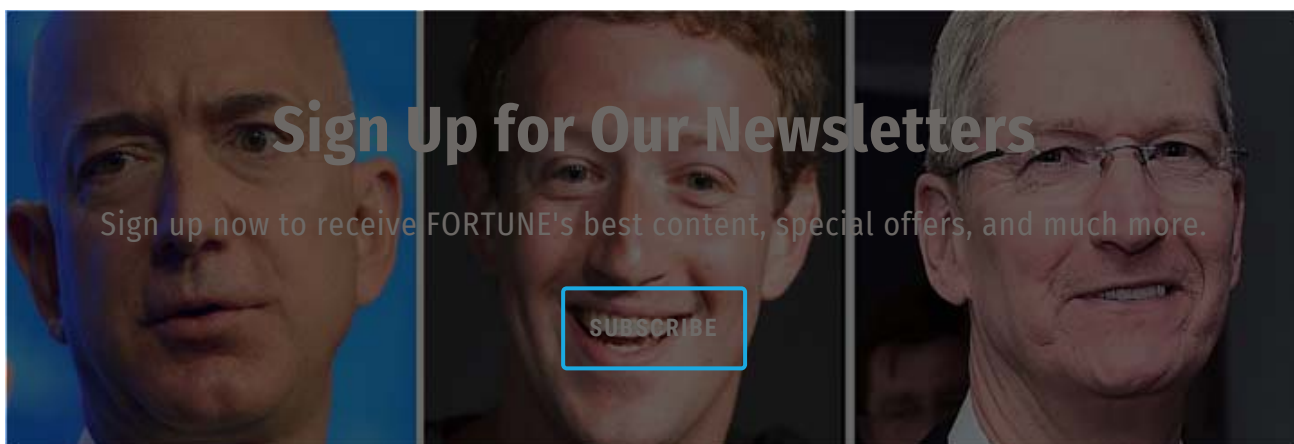 Sign Up for Our Newsletters
Sign up now to receive FORTUNE's best content, special offers, and much more.
SUBSCRIBE